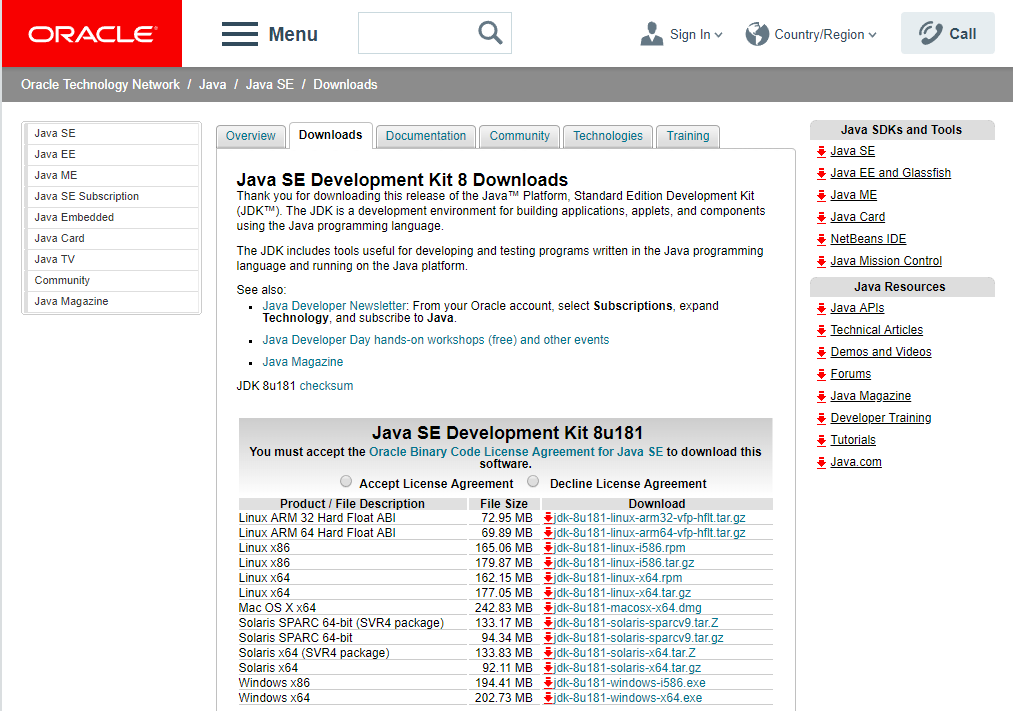 ORACLE
Menu
Sign In
Country/Region
Call
Oracle Technology Network / Java / Java SE / Downloads
Java SE
Java EE
Java ME
Java SE Subscription
Java Embedded
Java Card
Java TV
Community
Java Magazine
Overview
Downloads
Documentation
Community
Technologies
Training
Java SE Development Kit 8 Downloads
Thank you for downloading this release of the Java™ Platform, Standard Edition Development Kit
(JDK™). The JDK is a development environment for building applications, applets, and components
using the Java programming language.
The JDK includes tools useful for developing and testing programs written in the Java programming
language and running on the Java platform.
See also:
Java Developer Newsletter: From your Oracle account, select Subscriptions, expand
Technology, and subscribe to Java.
Java Developer Day hands-on workshops (free) and other events
Java Magazine
JDK 8u181 checksum
Java SE Development Kit 8u181
You must accept the Oracle Binary Code License Agreement for Java SE to download this
software.
Accept License Agreement Decline License Agreement
Product / File Description File Size Download
Linux ARM 32 Hard Float ABI 72.95 MB jdk-8u181-linux-arm32-vfp-hflt.tar.gz
Linux ARM 64 Hard Float ABI 69.89 MB jdk-8u181-linux-arm64-vfp-hflt.tar.gz
Linux x86 165.06 MB jdk-8u181-linux-i586.rpm
Linux x86 179.87 MB jdk-8u181-linux-i586.tar.gz
Linux x64 162.15 MB jdk-8u181-linux-x64.rpm
Linux x64 177.05 MB jdk-8u181-linux-x64.tar.gz
Mac OS X x64 242.83 MB jdk-8u181-macosx-x64.dmg
Solaris SPARC 64-bit (SVR4 package) 133.17 MB jdk-8u181-solaris-sparcv9.tar.Z
Solaris SPARC 64-bit 94.34 MB jdk-8u181-solaris-sparcv9.tar.gz
Solaris x64 (SVR4 package) 133.83 MB jdk-8u181-solaris-x64.tar.Z
Solaris x64 92.11 MB jdk-8u181-solaris-x64.tar.gz
Windows x86 194.41 MB jdk-8u181-windows-i586.exe
Windows x64 202.73 MB jdk-8u181-windows-x64.exe
Java SDKs and Tools
Java SE
Java EE and Glassfish
Java ME
Java Card
NetBeans IDE
Java Mission Control
Java Resources
Java APIs
Technical Articles
Demos and Videos
Forums
Java Magazine
Developer Training
Tutorials
Java.com